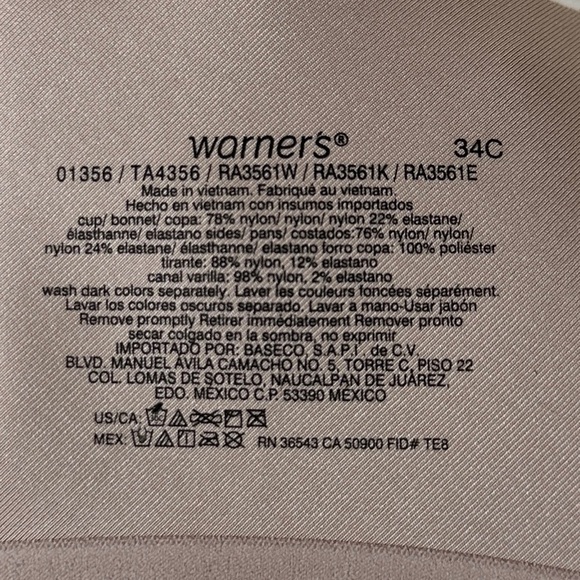 warner's® 34C
01356 / TA4356 / RA3561W / RA3561K / RA3561E
Made in vietnam. Fabriqué au vietnam.
Hecho en vietnam con insumos importados
cup/ bonnet/ copa: 78% nylon/ nylon/ nylon 22% elastane/
élasthanne/ elastano sides/ pans/ costados:76% nylon/ nylon/
nylon 24% elastane/ élasthanne/ elastano forro copa: 100% poliéster
tirante: 88% nylon, 12% elastano
canal varilla: 98% nylon, 2% elastano
wash dark colors separately. Laver les couleurs foncées séparément.
Lavar los colores oscuros separado. Lavar a mano-Usar jabón
Remove promptly Retirer immédiatement Remover pronto
secar colgado en la sombra, no exprimir
IMPORTADO POR: BASECO, S.A.P.I . de C.V.
BLVD. MANUEL ÁVILA CAMACHO NO. 5, TORRE C, PISO 22
COL. LOMAS DE SOTELO, NAUCALPAN DE JUÁREZ,
EDO. MÉXICO C.P. 53390 MÉXICO
US/CA:
MEX: RN 36543 CA 50900 FID# TE8